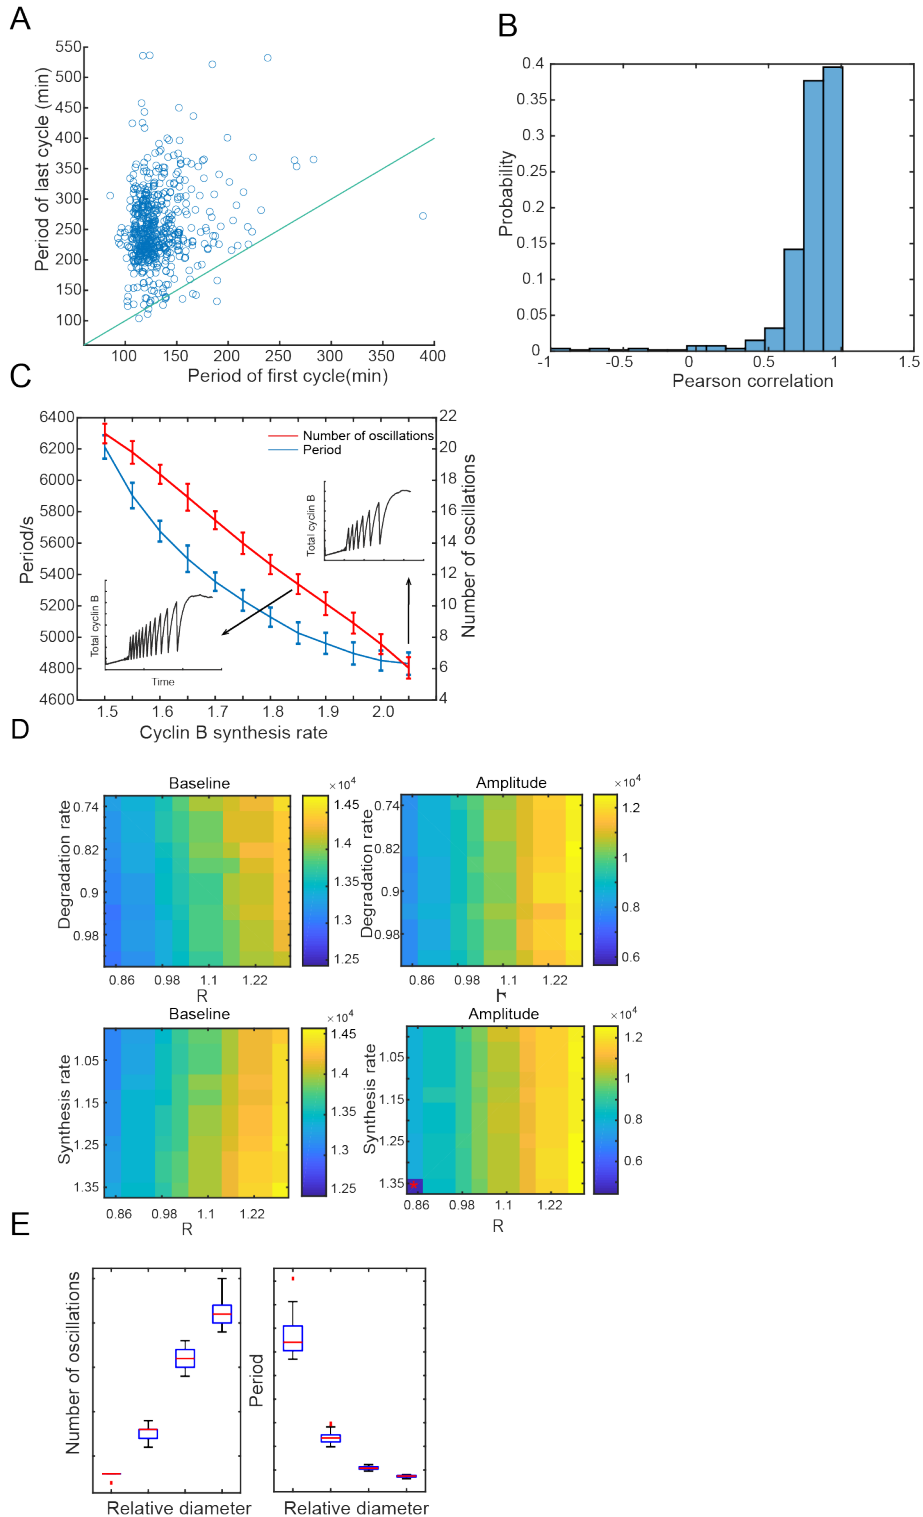 A
550
500
450
400
350
300
250
200
150
100
Period of last cycle (min)
100 150 200 250 300 350 400
Period of first cycle(min)
B
0.4
0.35
0.3
0.25
0.2
0.15
0.1
0.05
0
Probability
-1 -0.5 0 0.5 1 1.5
Pearson correlation
C
6400
6200
6000
5800
5600
5400
5200
5000
4800
4600
Period/s
22
20
18
16
14
12
10
8
6
4
Number of oscillations
Number of oscillations
Period
Total cyclin B
Total cyclin B
Time
1.5 1.6 1.7 1.8 1.9 2.0
Cyclin B synthesis rate
D
Baseline
×10⁴
0.74
0.82
0.9
0.98
Degradation rate
0.86 0.98 1.1 1.22
R
1.45
1.4
1.35
1.3
1.25
Amplitude
×10⁴
0.74
0.82
0.9
0.98
Degradation rate
0.86 0.98 1.1 1.22
1.2
1
0.8
0.6
Baseline
×10⁴
1.05
1.15
1.25
1.35
Synthesis rate
0.86 0.98 1.1 1.22
R
1.45
1.4
1.35
1.3
1.25
Amplitude
×10⁴
1.05
1.15
1.25
1.35
Synthesis rate
0.86 0.98 1.1 1.22
R
1.2
1
0.8
0.6
E
Number of oscillations
Relative diameter
Period
Relative diameter